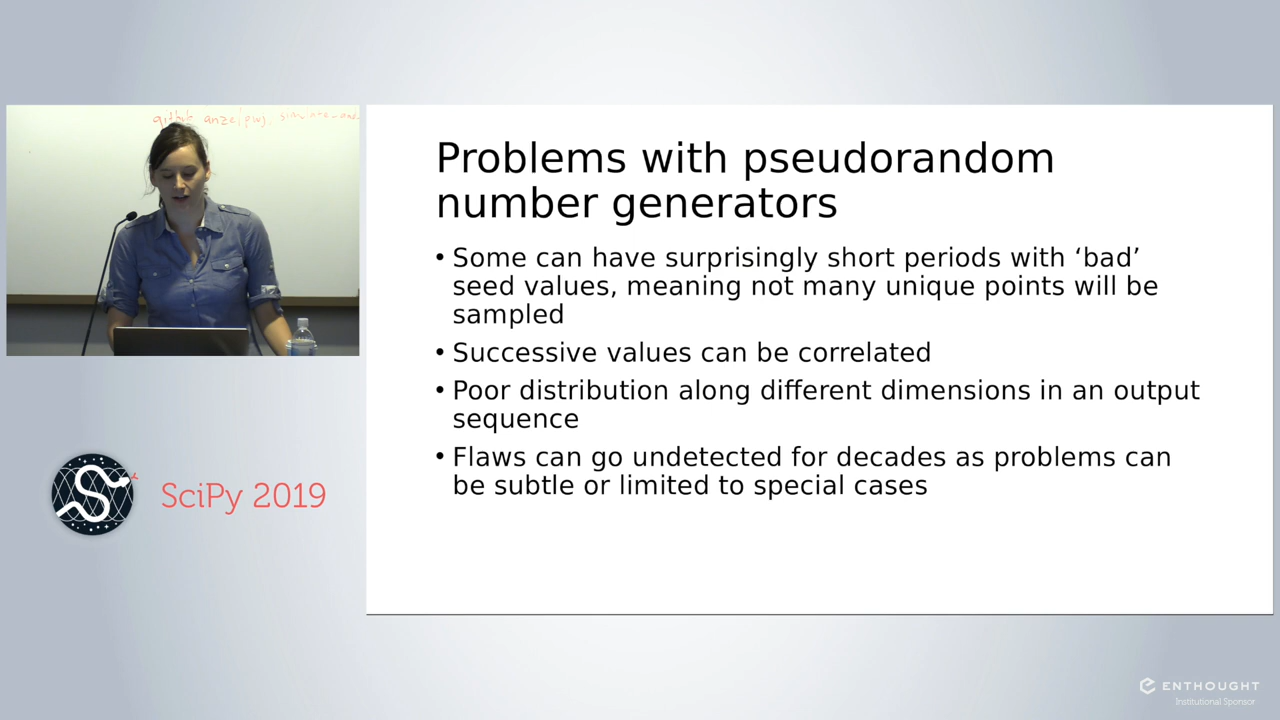 github
Problems with pseudorandom
number generators
• Some can have surprisingly short periods with ‘bad’
seed values, meaning not many unique points will be
sampled
• Successive values can be correlated
• Poor distribution along different dimensions in an output
sequence
• Flaws can go undetected for decades as problems can
be subtle or limited to special cases
SciPy 2019
ENTHOUGHT
Institutional Sponsor